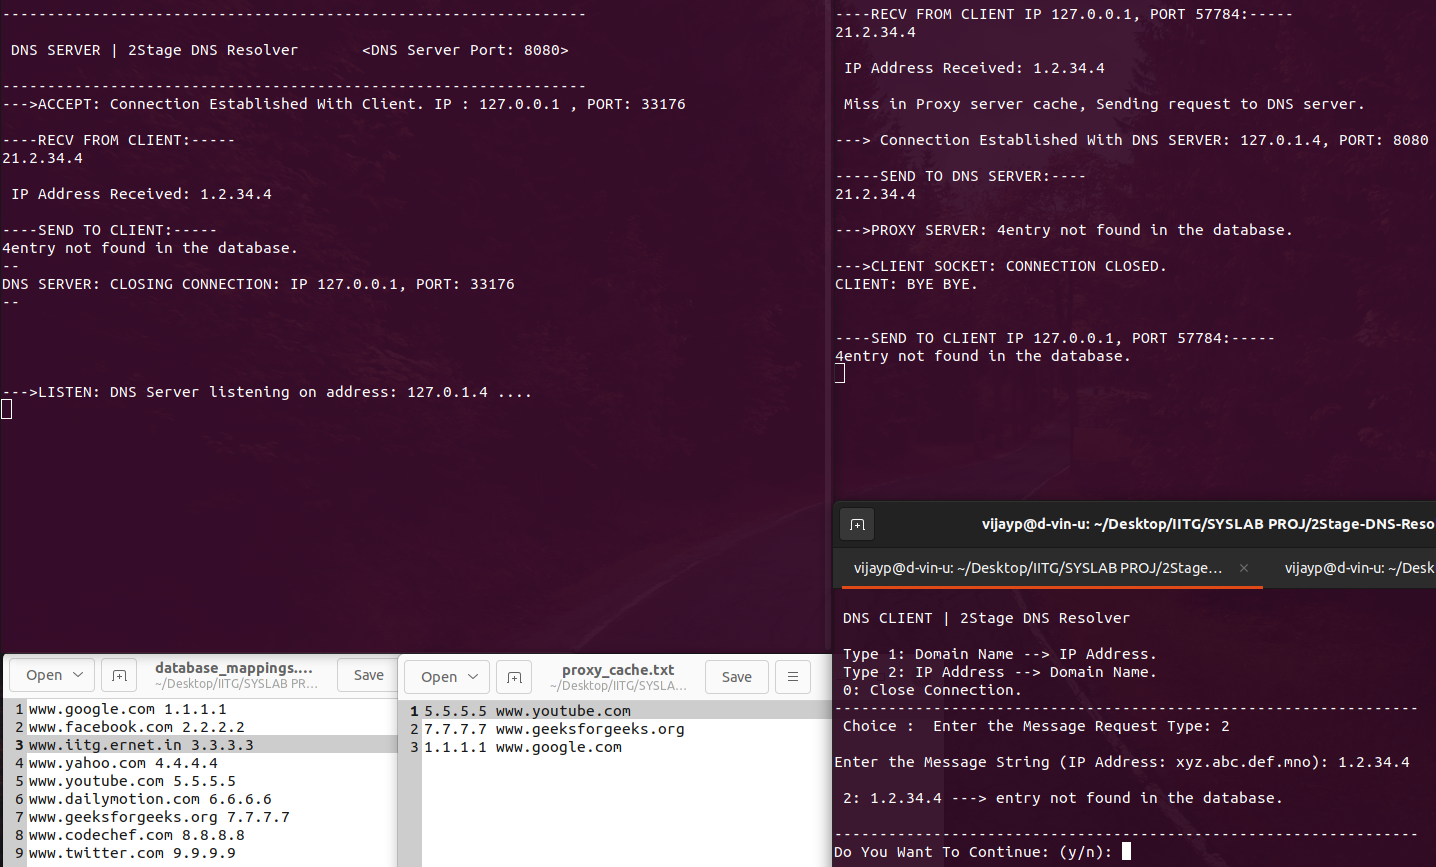 -----------------------------------------------------------------
DNS SERVER | 2Stage DNS Resolver       <DNS Server Port: 8080>
-----------------------------------------------------------------
--->ACCEPT: Connection Established With Client. IP : 127.0.0.1 , PORT: 33176
----RECV FROM CLIENT:-----
21.2.34.4
IP Address Received: 1.2.34.4
----SEND TO CLIENT:-----
4entry not found in the database.
--
DNS SERVER: CLOSING CONNECTION: IP 127.0.0.1, PORT: 33176
--
--->LISTEN: DNS Server listening on address: 127.0.1.4 ....
----RECV FROM CLIENT IP 127.0.0.1, PORT 57784:-----
21.2.34.4
IP Address Received: 1.2.34.4
Miss in Proxy server cache, Sending request to DNS server.
---> Connection Established With DNS SERVER: 127.0.1.4, PORT: 8080
-----SEND TO DNS SERVER:----
21.2.34.4
--->PROXY SERVER: 4entry not found in the database.
--->CLIENT SOCKET: CONNECTION CLOSED.
CLIENT: BYE BYE.
----SEND TO CLIENT IP 127.0.0.1, PORT 57784:-----
4entry not found in the database.
Open
database_mappings....
~/Desktop/IITG/SYSLAB PR...
Save
1 www.google.com 1.1.1.1
2 www.facebook.com 2.2.2.2
3 www.iitg.ernet.in 3.3.3.3
4 www.yahoo.com 4.4.4.4
5 www.youtube.com 5.5.5.5
6 www.dailymotion.com 6.6.6.6
7 www.geeksforgeeks.org 7.7.7.7
8 www.codechef.com 8.8.8.8
9 www.twitter.com 9.9.9.9
Open
proxy_cache.txt
~/Desktop/IITG/SYSLA...
Save
1 5.5.5.5 www.youtube.com
2 7.7.7.7 www.geeksforgeeks.org
3 1.1.1.1 www.google.com
vijayp@d-vin-u: ~/Desktop/IITG/SYSLAB PROJ/2Stage-DNS-Reso
vijayp@d-vin-u: ~/Desktop/IITG/SYSLAB PROJ/2Stage... ×
vijayp@d-vin-u: ~/Desk
DNS CLIENT | 2Stage DNS Resolver
Type 1: Domain Name --> IP Address.
Type 2: IP Address --> Domain Name.
0: Close Connection.
-----------------------------------------------------------------
Choice :  Enter the Message Request Type: 2
Enter the Message String (IP Address: xyz.abc.def.mno): 1.2.34.4
2: 1.2.34.4 ---> entry not found in the database.
-----------------------------------------------------------------
Do You Want To Continue: (y/n):